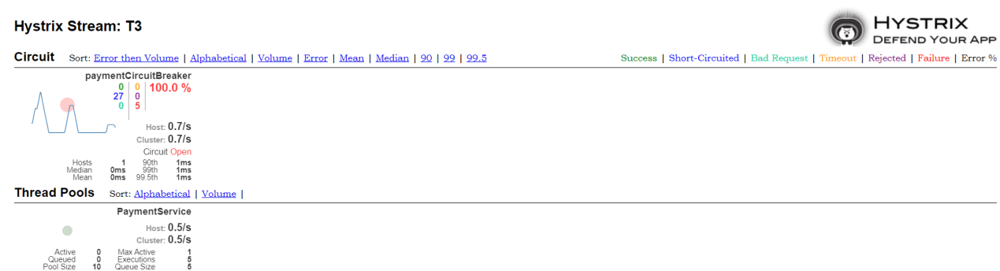 Hystrix Stream: T3
HYSTRIX
DEFEND YOUR APP
Circuit Sort: Error then Volume | Alphabetical | Volume | Error | Mean | Median | 90 | 99 | 99.5
Success | Short-Circuited | Bad Request | Timeout | Rejected | Failure | Error %
paymentCircuitBreaker
0 0 100.0 %
27 0
0 5
Host: 0.7/s
Cluster: 0.7/s
Circuit Open
Hosts 1 90th 1ms
Median 0ms 99th 1ms
Mean 0ms 99.5th 1ms
Thread Pools Sort: Alphabetical | Volume |
PaymentService
Host: 0.5/s
Cluster: 0.5/s
Active 0 Max Active 1
Queued 0 Executions 5
Pool Size 10 Queue Size 5